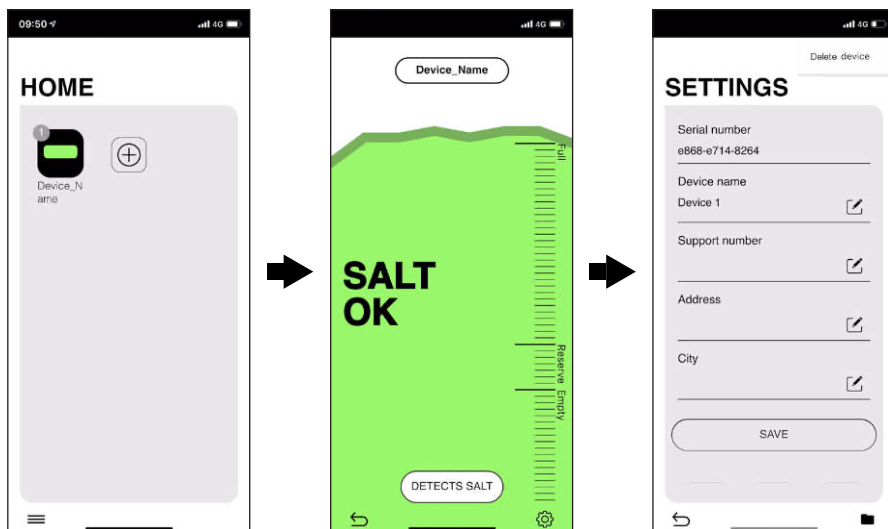 09:50
4G
HOME
1
Device_N
ame
4G
Device_Name
Full
SALT
OK
Reserve
Empty
DETECTS SALT
4G
Delete device
SETTINGS
Serial number
e868-e714-8264
Device name
Device 1
Support number
Address
City
SAVE